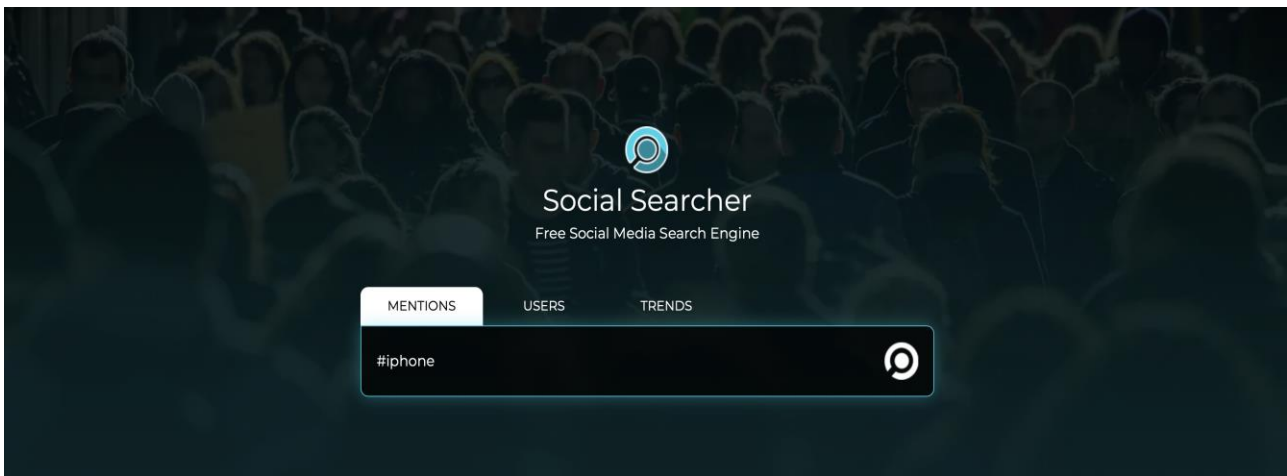 Social Searcher
Free Social Media Search Engine
MENTIONS USERS TRENDS
#iphone